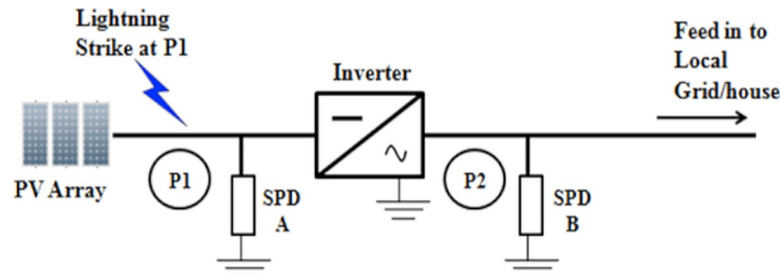 Lightning
Strike at P1
Inverter
Feed in to
Local
Grid/house
PV Array
P1
SPD
A
P2
SPD
B